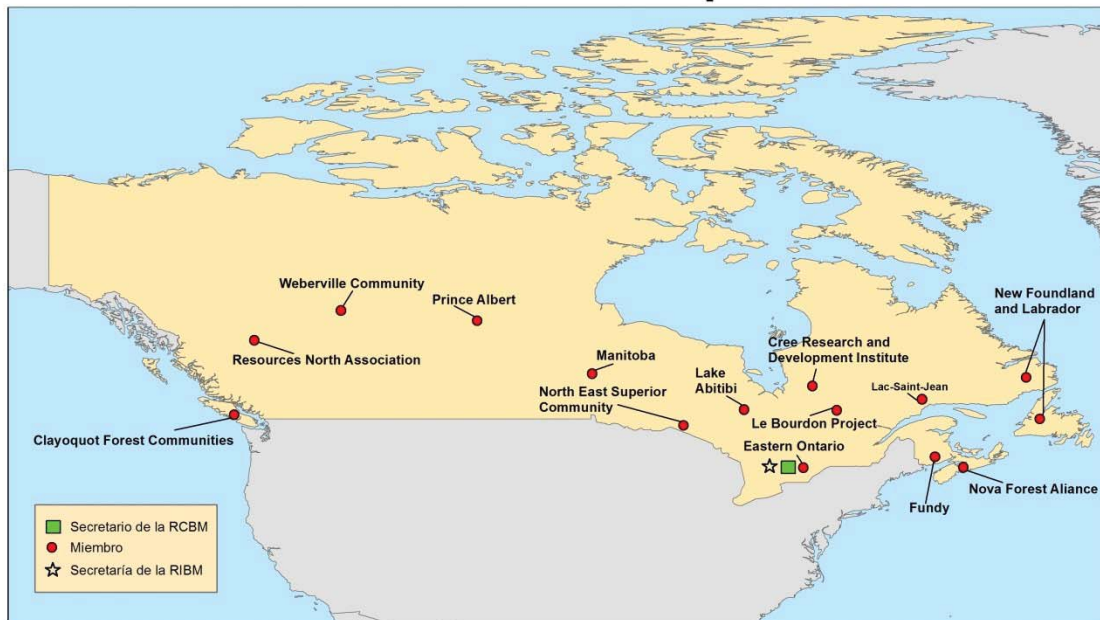 Weberville Community
Prince Albert
Resources North Association
Clayoquot Forest Communities
Manitoba
North East Superior
Community
Lake
Abitibi
Cree Research and
Development Institute
Lac-Saint-Jean
Le Bourdon Project
Eastern Ontario
New Foundland
and Labrador
Fundy
Nova Forest Aliance
Secretario de la RCBM
Miembro
Secretaría de la RIBM